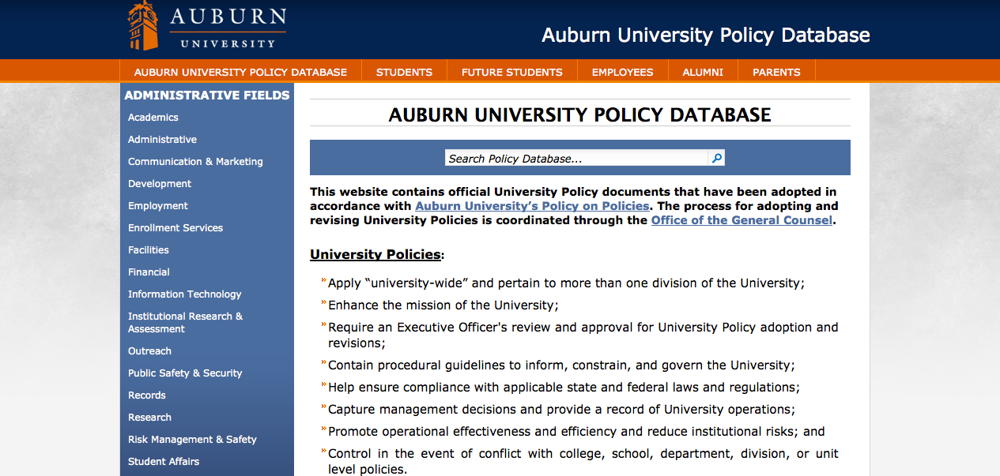 AUBURN
UNIVERSITY
Auburn University Policy Database
AUBURN UNIVERSITY POLICY DATABASE STUDENTS FUTURE STUDENTS EMPLOYEES ALUMNI PARENTS
ADMINISTRATIVE FIELDS
Academics
Administrative
Communication & Marketing
Development
Employment
Enrollment Services
Facilities
Financial
Information Technology
Institutional Research &
Assessment
Outreach
Public Safety & Security
Records
Research
Risk Management & Safety
Student Affairs
AUBURN UNIVERSITY POLICY DATABASE
Search Policy Database...
This website contains official University Policy documents that have been adopted in
accordance with Auburn University’s Policy on Policies. The process for adopting and
revising University Policies is coordinated through the Office of the General Counsel.
University Policies:
» Apply “university-wide” and pertain to more than one division of the University;
» Enhance the mission of the University;
» Require an Executive Officer's review and approval for University Policy adoption and
revisions;
» Contain procedural guidelines to inform, constrain, and govern the University;
» Help ensure compliance with applicable state and federal laws and regulations;
» Capture management decisions and provide a record of University operations;
» Promote operational effectiveness and efficiency and reduce institutional risks; and
» Control in the event of conflict with college, school, department, division, or unit
level policies.